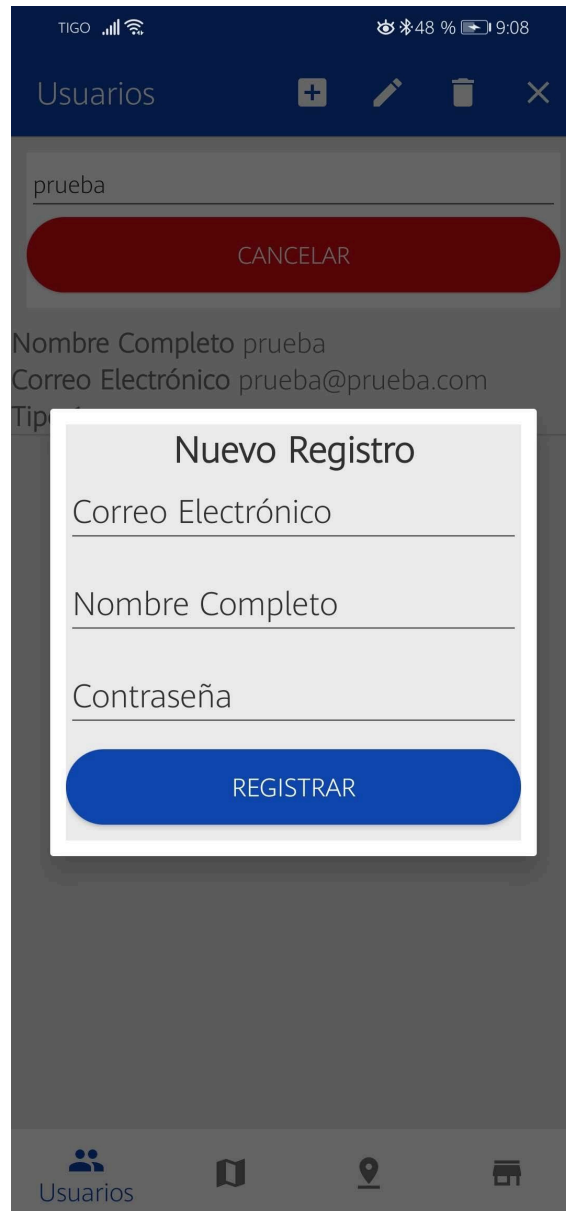 TIGO 48 % 9:08
Usuarios
prueba
CANCELAR
Nombre Completo prueba
Correo Electrónico prueba@prueba.com
Nuevo Registro
Correo Electrónico
Nombre Completo
Contraseña
REGISTRAR
Usuarios